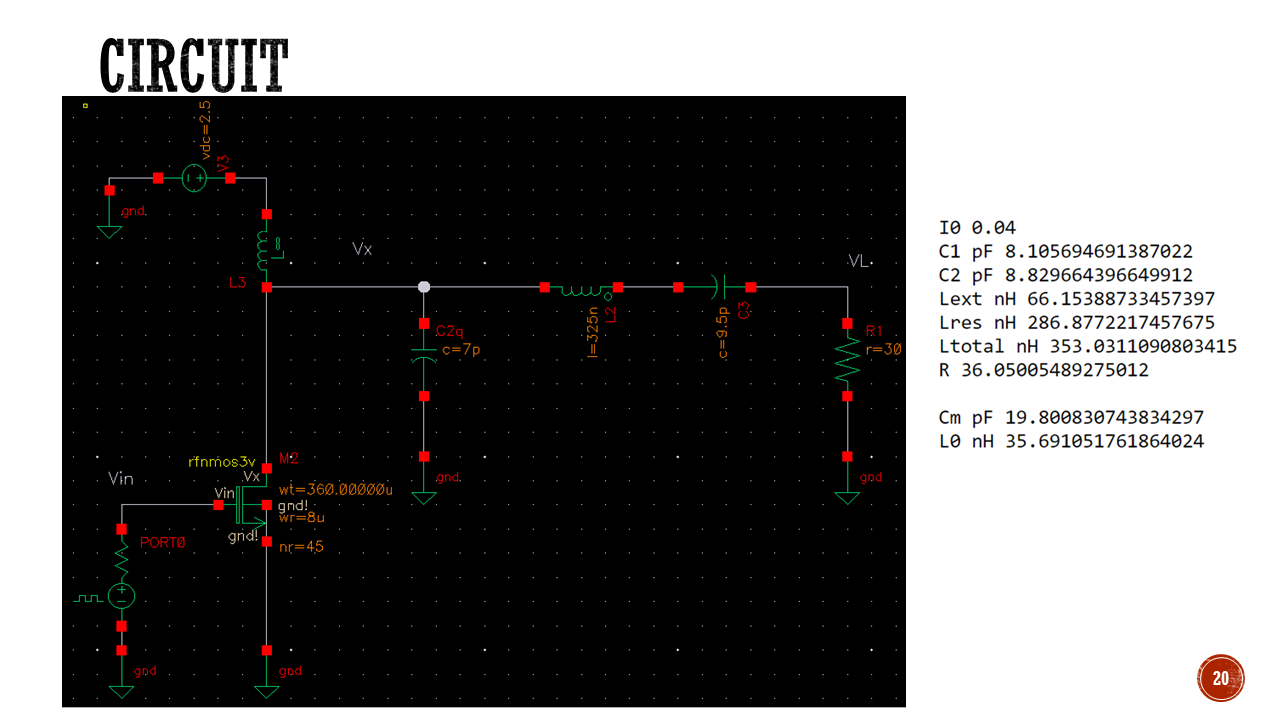 CIRCUIT
vdc=2.5
V3
gnd
L8
L3
Vx
VL
C2q
c=7p
l=325n
L2
c=9.5p
C3
R1
r=30
gnd
gnd
rfnmos3v
M2
Vx
Vin
Vin
wt=360.00000u
gnd!
wr=8u
gnd!
nr=45
PORT0
gnd
gnd
I0 0.04
C1 pF 8.105694691387022
C2 pF 8.829664396649912
Lext nH 66.15388733457397
Lres nH 286.8772217457675
Ltotal nH 353.0311090803415
R 36.05005489275012
Cm pF 19.800830743834297
L0 nH 35.691051761864024
20